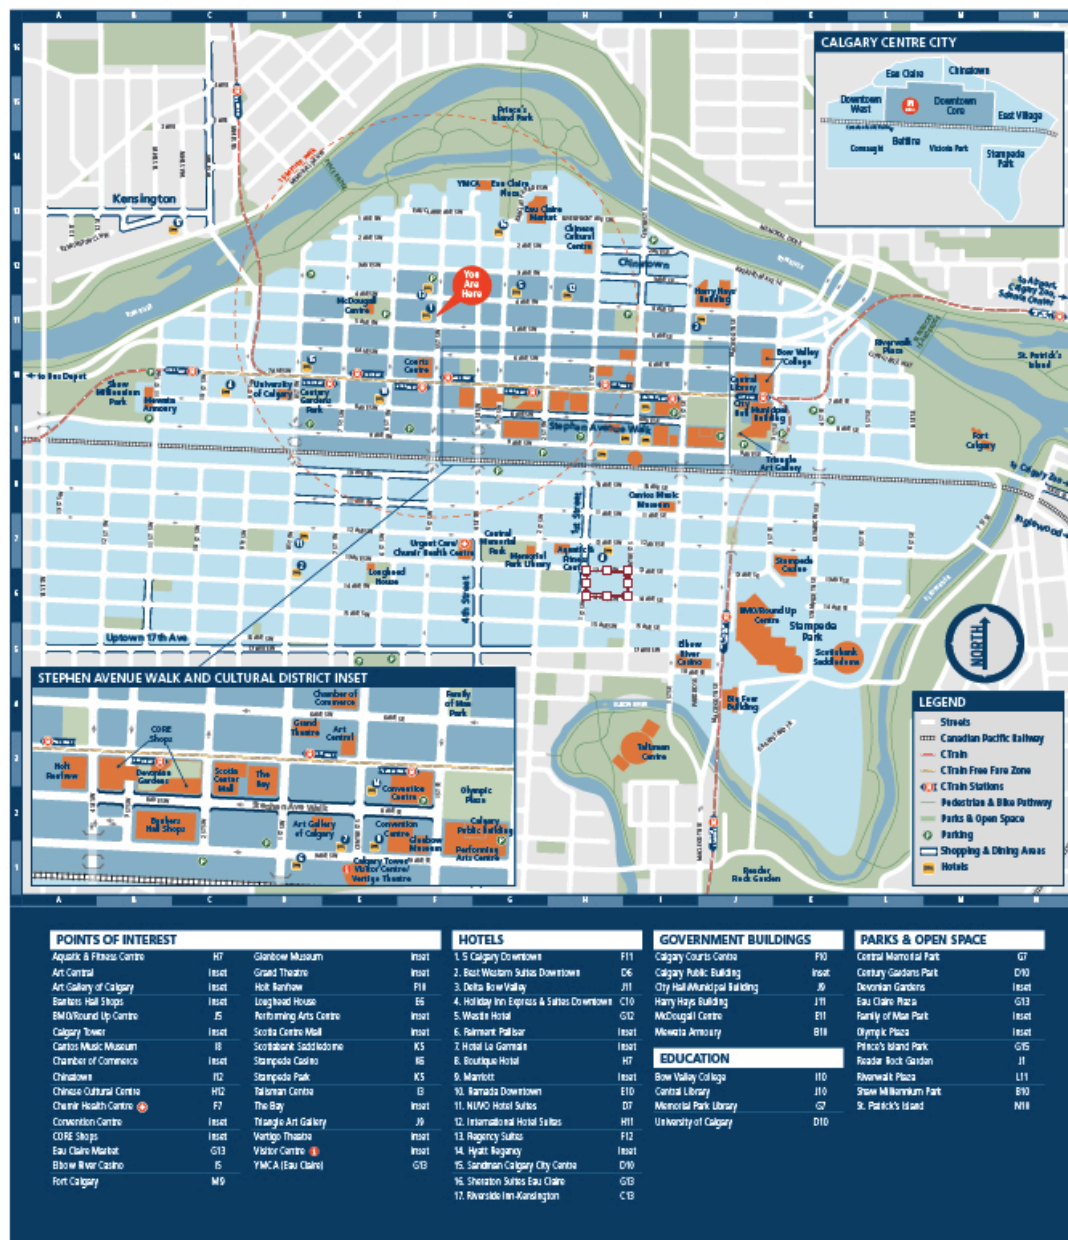 A B C D E F G H I J K L M N
CALGARY CENTRE CITY
Eau Claire
Chinatown
Downtown West
Downtown Core
East Village
Connaught
Beltline
Victoria Park
Stampede Park
Kensington
Prince's Island Park
YMCA
Eau Claire Plaza
Eau Claire Market
Chinese Cultural Centre
Chinatown
You Are Here
McDougall Centre
Harry Hays Building
Bow Valley College
Riverwalk Plaza
St. Patrick's Island
to Bus Depot
Shaw Millennium Park
Mewata Armoury
University of Calgary
Century Gardens Park
Courts Centre
Central Library
City Hall
Municipal Building
Stephen Avenue Walk
Triangle Art Gallery
Fort Calgary
Cantos Music Museum
1st Street
Urgent Care/
Chumir Health Centre
Central Memorial Park
Memorial Park Library
Aquatic & Fitness Centre
Lougheed House
4th Street
Stampede Casino
Inglewood
Uptown 17th Ave
BMO/Round Up Centre
Stampede Park
Scotiabank Saddledome
Elbow River Casino
Big Four Building
Talisman Centre
Reader Rock Garden
NORTH
STEPHEN AVENUE WALK AND CULTURAL DISTRICT INSET
Chamber of Commerce
Family of Man Park
CORE Shops
Grand Theatre
Art Central
Holt Renfrew
Devonian Gardens
Scotia Center Mall
The Bay
Convention Centre
Olympic Plaza
Stephen Ave Walk
Bankers Hall Shops
Art Gallery of Calgary
Convention Centre
Glenbow Museum
Calgary Public Building
Performing Arts Centre
Calgary Tower
Visitor Centre/
Vertigo Theatre
LEGEND
Streets
Canadian Pacific Railway
CTrain
CTrain Free Fare Zone
CTrain Stations
Pedestrian & Bike Pathway
Parks & Open Space
Parking
Shopping & Dining Areas
Hotels
A B C D E F G H I J K L M N
POINTS OF INTEREST
Aquatic & Fitness Centre H7
Art Central Inset
Art Gallery of Calgary Inset
Bankers Hall Shops Inset
BMO/Round Up Centre J5
Calgary Tower Inset
Cantos Music Museum I8
Chamber of Commerce Inset
Chinatown I12
Chinese Cultural Centre H12
Chumir Health Centre F7
Convention Centre Inset
CORE Shops Inset
Eau Claire Market G13
Elbow River Casino I5
Fort Calgary M9
Glenbow Museum Inset
Grand Theatre Inset
Holt Renfrew F10
Lougheed House E6
Performing Arts Centre Inset
Scotia Centre Mall Inset
Scotiabank Saddledome K5
Stampede Casino K6
Stampede Park K5
Talisman Centre I3
The Bay Inset
Triangle Art Gallery J9
Vertigo Theatre Inset
Visitor Centre Inset
YMCA (Eau Claire) G13
HOTELS
1. 5 Calgary Downtown F11
2. Best Western Suites Downtown D6
3. Delta Bow Valley J11
4. Holiday Inn Express & Suites Downtown C10
5. Westin Hotel G12
6. Fairmont Palliser Inset
7. Hotel Le Germain Inset
8. Boutique Hotel H7
9. Marriott Inset
10. Ramada Downtown E10
11. NUVO Hotel Suites D7
12. International Hotel Suites H11
13. Regency Suites F12
14. Hyatt Regency Inset
15. Sandman Calgary City Centre D10
16. Sheraton Suites Eau Claire G13
17. Riverside Inn-Kensington C13
GOVERNMENT BUILDINGS
Calgary Courts Centre F10
Calgary Public Building Inset
City Hall/Municipal Building J9
Harry Hays Building J11
McDougall Centre E11
Mewata Armoury B10
EDUCATION
Bow Valley College J10
Central Library J10
Memorial Park Library G7
University of Calgary D10
PARKS & OPEN SPACE
Central Memorial Park G7
Century Gardens Park D10
Devonian Gardens Inset
Eau Claire Plaza G13
Family of Man Park Inset
Olympic Plaza Inset
Prince's Island Park G15
Reader Rock Garden J1
Riverwalk Plaza L11
Shaw Millennium Park B10
St. Patrick's Island N10